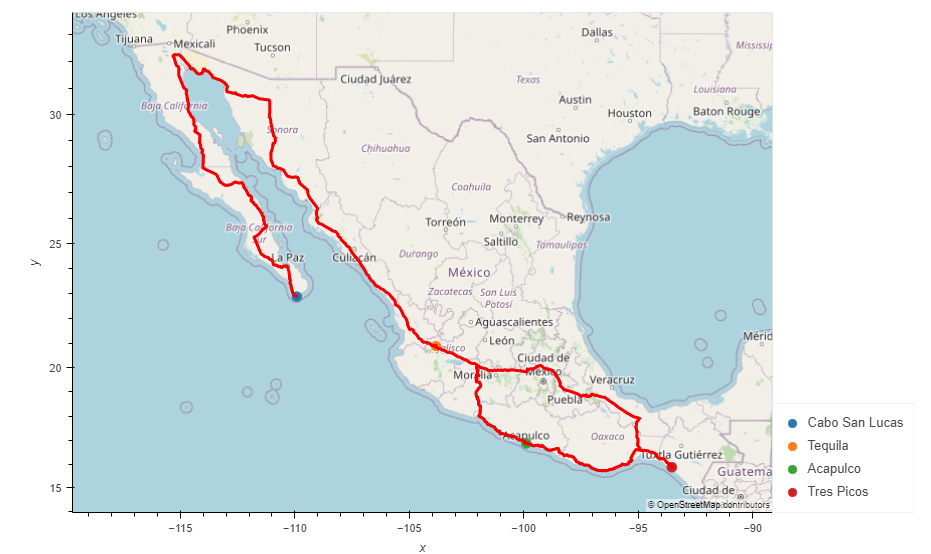 Los Angeles
Phoenix
Dallas
Tijuana
Mexicali
Tucson
Mississip
Ciudad Juárez
Texas
Louisiana
Austin
Baja California
Houston
Baton Rouge
30
Sonora
San Antonio
Chihuahua
Coahuila
Torreón
Monterrey
Reynosa
Baja California
Sur
25
Saltillo
Tamaulipas
y
La Paz
Culiacán
Durango
México
Zacatecas
San Luis
Potosí
Aguascalientes
Mérid
Jalisco
León
Ciudad de
México
20
Morelia
Veracruz
Puebla
Acapulco
Oaxaca
Tuxtla Gutiérrez
Guatema
Ciudad de
15
© OpenStreetMap contributors
Cabo San Lucas
Tequila
Acapulco
Tres Picos
−115
−110
−105
−100
−95
−90
x